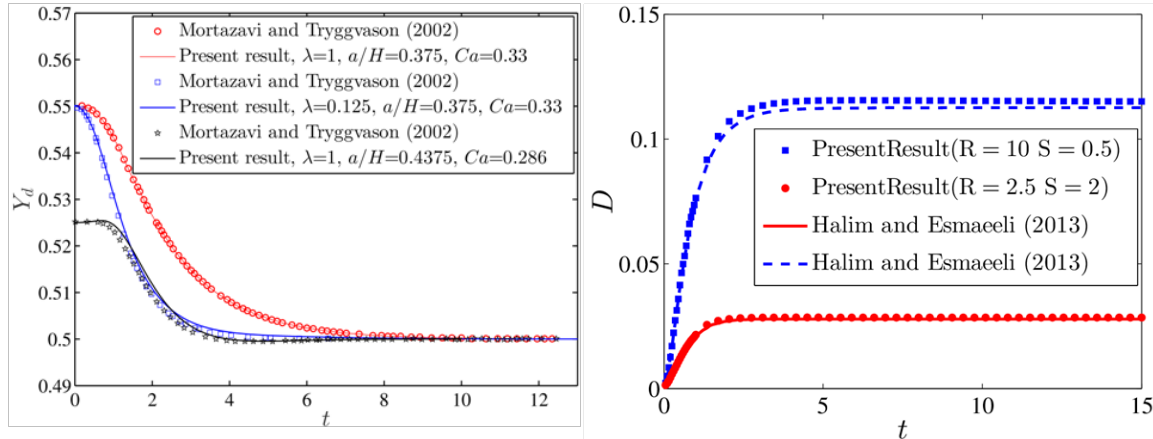 0.57
0.56
0.55
0.54
0.53
0.52
0.51
0.5
0.49
Y_d
Mortazavi and Tryggvason (2002)
Present result, λ=1, a/H=0.375, Ca=0.33
Mortazavi and Tryggvason (2002)
Present result, λ=0.125, a/H=0.375, Ca=0.33
Mortazavi and Tryggvason (2002)
Present result, λ=1, a/H=0.4375, Ca=0.286
0 2 4 6 8 10 12
t
0.15
0.1
0.05
0
D
PresentResult(R = 10 S = 0.5)
PresentResult(R = 2.5 S = 2)
Halim and Esmaeeli (2013)
Halim and Esmaeeli (2013)
0 5 10 15
t